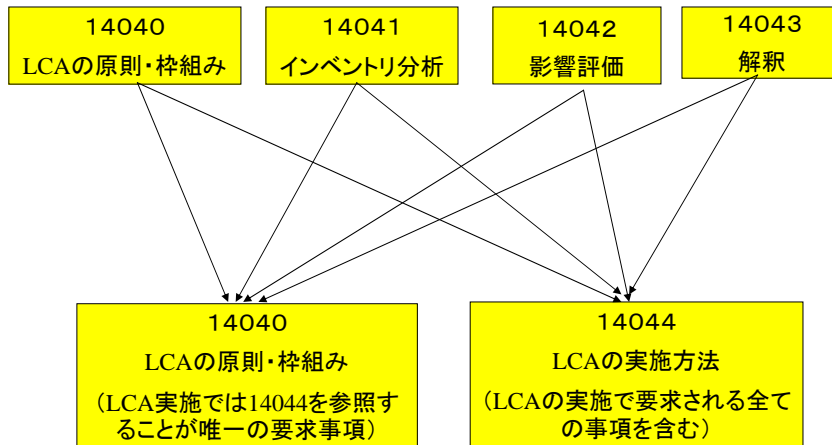 １４０４０
LCAの原則・枠組み
１４０４１
インベントリ分析
１４０４２
影響評価
１４０４３
解釈
１４０４０
LCAの原則・枠組み
（LCA実施では14044を参照す
ることが唯一の要求事項）
１４０４４
LCAの実施方法
（LCAの実施で要求される全て
の事項を含む）